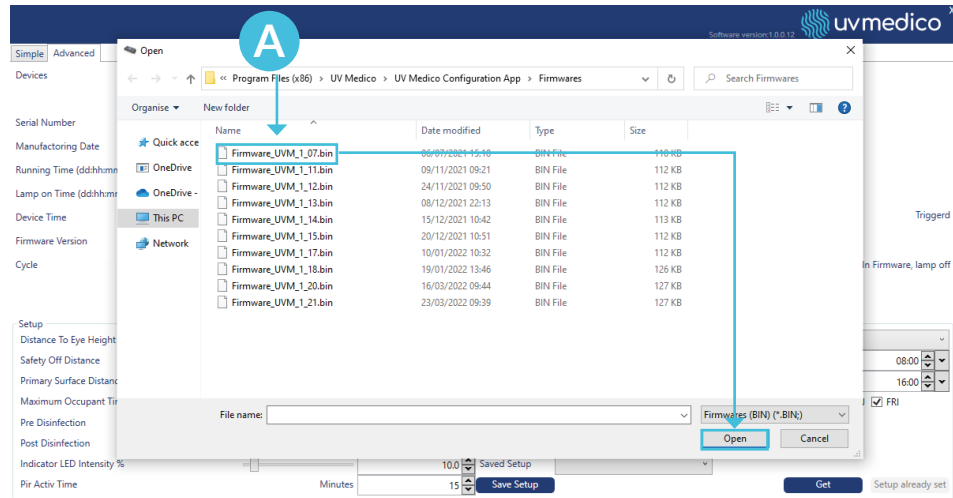 Software version:1.0.0.12
uvmedico
Simple Advanced
Open
A
« Program Files (x86) › UV Medico › UV Medico Configuration App › Firmwares
Search Firmwares
Organise New folder
Name Date modified Type Size
Quick acce
OneDrive
OneDrive -
This PC
Network
Firmware_UVM_1_07.bin 06/07/2021 15:10 BIN File 110 KB
Firmware_UVM_1_11.bin 09/11/2021 09:21 BIN File 112 KB
Firmware_UVM_1_12.bin 24/11/2021 09:50 BIN File 112 KB
Firmware_UVM_1_13.bin 08/12/2021 22:13 BIN File 112 KB
Firmware_UVM_1_14.bin 15/12/2021 10:42 BIN File 113 KB
Firmware_UVM_1_15.bin 20/12/2021 10:51 BIN File 112 KB
Firmware_UVM_1_17.bin 10/01/2022 10:32 BIN File 112 KB
Firmware_UVM_1_18.bin 19/01/2022 13:46 BIN File 126 KB
Firmware_UVM_1_20.bin 16/03/2022 09:44 BIN File 127 KB
Firmware_UVM_1_21.bin 23/03/2022 09:39 BIN File 127 KB
File name: Firmwares (BIN) (*.BIN;)
Open Cancel
Devices
Serial Number
Manufactoring Date
Running Time (dd:hh:mm
Lamp on Time (dd:hh:mm
Device Time Triggerd
Firmware Version
Cycle In Firmware, lamp off
Setup
Distance To Eye Height
Safety Off Distance 08:00
Primary Surface Distanc 16:00
Maximum Occupant Tir FRI
Pre Disinfection
Post Disinfection
Indicator LED Intensity % 10.0 Saved Setup
Pir Activ Time Minutes 15 Save Setup Get Setup already set